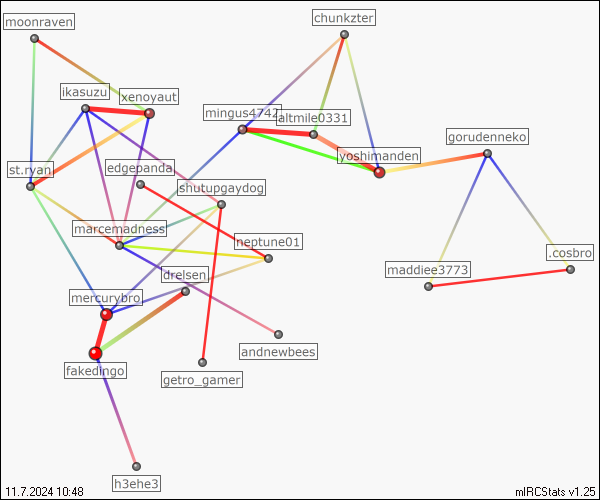 chunkzter
moonraven
ikasuzu
xenoyaut
mingus4742
altmile0331
gorudenneko
yoshimanden
st.ryan
edgepanda
shutupgaydog
marcemadness
neptune01
.cosbro
maddiee3773
drelsen
mercurybro
andnewbees
fakedingo
getro_gamer
h3ehe3
11.7.2024 10:48
mIRCStats v1.25